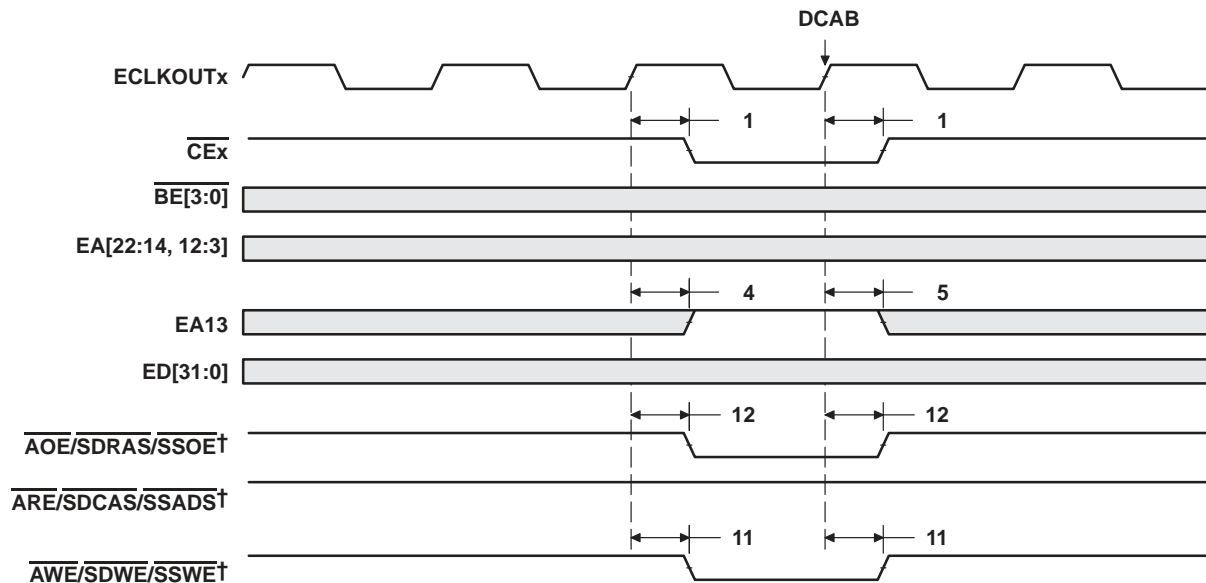 DCAB
ECLKOUTx
1 1
CEx
BE[3:0]
EA[22:14, 12:3]
4 5
EA13
ED[31:0]
12 12
AOE/SDRAS/SSOE†
ARE/SDCAS/SSADS†
11 11
AWE/SDWE/SSWE†